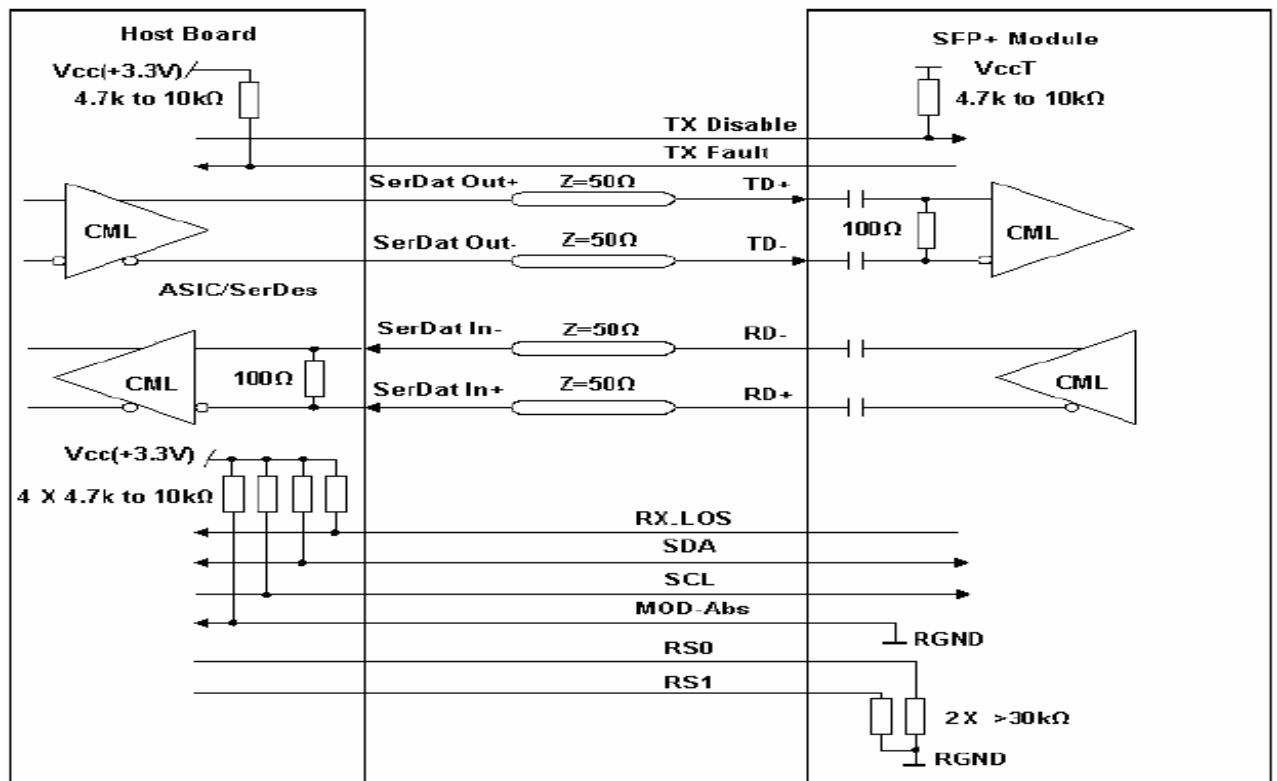 Host Board
SFP+ Module
Vcc(+3.3V)
4.7k to 10kΩ
VccT
4.7k to 10kΩ
TX Disable
TX Fault
SerDat Out+
Z=50Ω
TD+
CML
100Ω
CML
SerDat Out-
Z=50Ω
TD-
ASIC/SerDes
SerDat In-
Z=50Ω
RD-
CML
100Ω
CML
SerDat In+
Z=50Ω
RD+
Vcc(+3.3V)
4 X 4.7k to 10kΩ
RX_LOS
SDA
SCL
MOD-Abs
RGND
RS0
RS1
2X >30kΩ
RGND